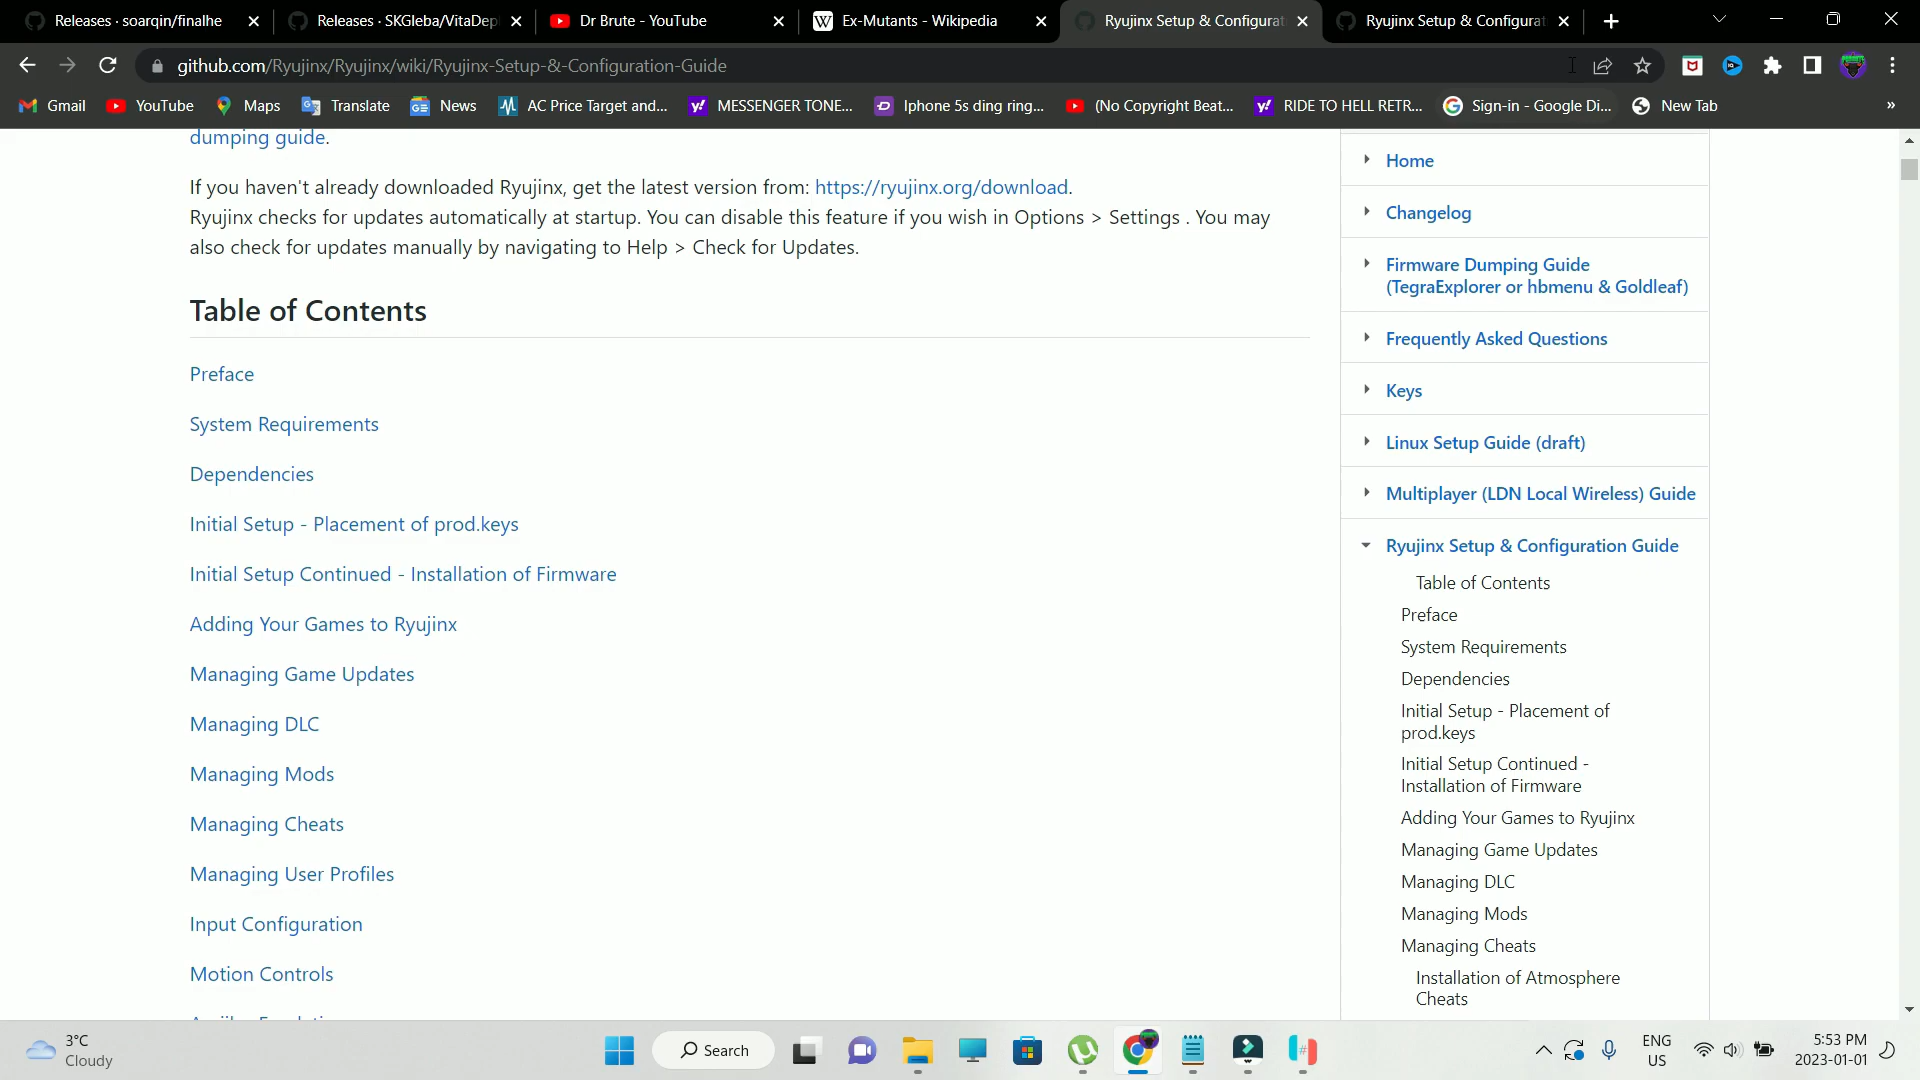 Releases · soarqin/finalhe
Releases · SKGleba/VitaDep
Dr Brute - YouTube
Ex-Mutants - Wikipedia
Ryujinx Setup & Configurat
Ryujinx Setup & Configurat
github.com/Ryujinx/Ryujinx/wiki/Ryujinx-Setup-&-Configuration-Guide
Gmail
YouTube
Maps
Translate
News
AC Price Target and...
MESSENGER TONE...
Iphone 5s ding ring...
(No Copyright Beat...
RIDE TO HELL RETR...
Sign-in - Google Di...
New Tab
»
dumping guide.
If you haven't already downloaded Ryujinx, get the latest version from: https://ryujinx.org/download.
Ryujinx checks for updates automatically at startup. You can disable this feature if you wish in Options > Settings . You may
also check for updates manually by navigating to Help > Check for Updates.
Table of Contents
Preface
System Requirements
Dependencies
Initial Setup - Placement of prod.keys
Initial Setup Continued - Installation of Firmware
Adding Your Games to Ryujinx
Managing Game Updates
Managing DLC
Managing Mods
Managing Cheats
Managing User Profiles
Input Configuration
Motion Controls
Home
Changelog
Firmware Dumping Guide
(TegraExplorer or hbmenu & Goldleaf)
Frequently Asked Questions
Keys
Linux Setup Guide (draft)
Multiplayer (LDN Local Wireless) Guide
Ryujinx Setup & Configuration Guide
Table of Contents
Preface
System Requirements
Dependencies
Initial Setup - Placement of
prod.keys
Initial Setup Continued -
Installation of Firmware
Adding Your Games to Ryujinx
Managing Game Updates
Managing DLC
Managing Mods
Managing Cheats
Installation of Atmosphere
Cheats
3°C
Cloudy
Search
ENG
US
5:53 PM
2023-01-01